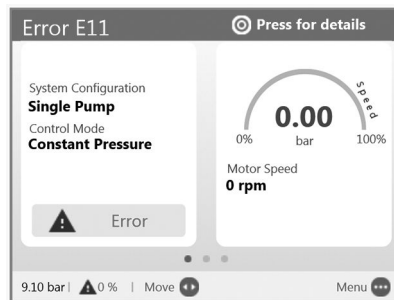 Error E11
Press for details
System Configuration
Single Pump
Control Mode
Constant Pressure
Error
Speed
0.00
0%
bar
100%
Motor Speed
0 rpm
9.10 bar | 0 % | Move
Menu